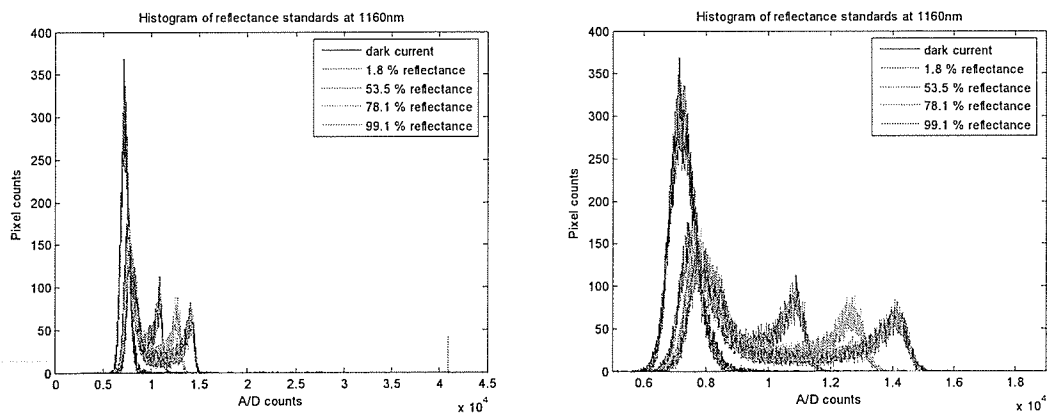 Histogram of reflectance standards at 1160nm
400
350
300
250
200
150
100
50
0
Pixel counts
dark current
1.8 % reflectance
53.5 % reflectance
78.1 % reflectance
99.1 % reflectance
0 0.5 1.0 1.5 2 2.5 3 3.5 4 4.5
A/D counts
x 10⁴
Histogram of reflectance standards at 1160nm
400
350
300
250
200
150
100
50
0
Pixel counts
dark current
1.8 % reflectance
53.5 % reflectance
78.1 % reflectance
99.1 % reflectance
0.6 0.8 1 1.2 1.4 1.6 1.8
A/D counts
x 10⁴